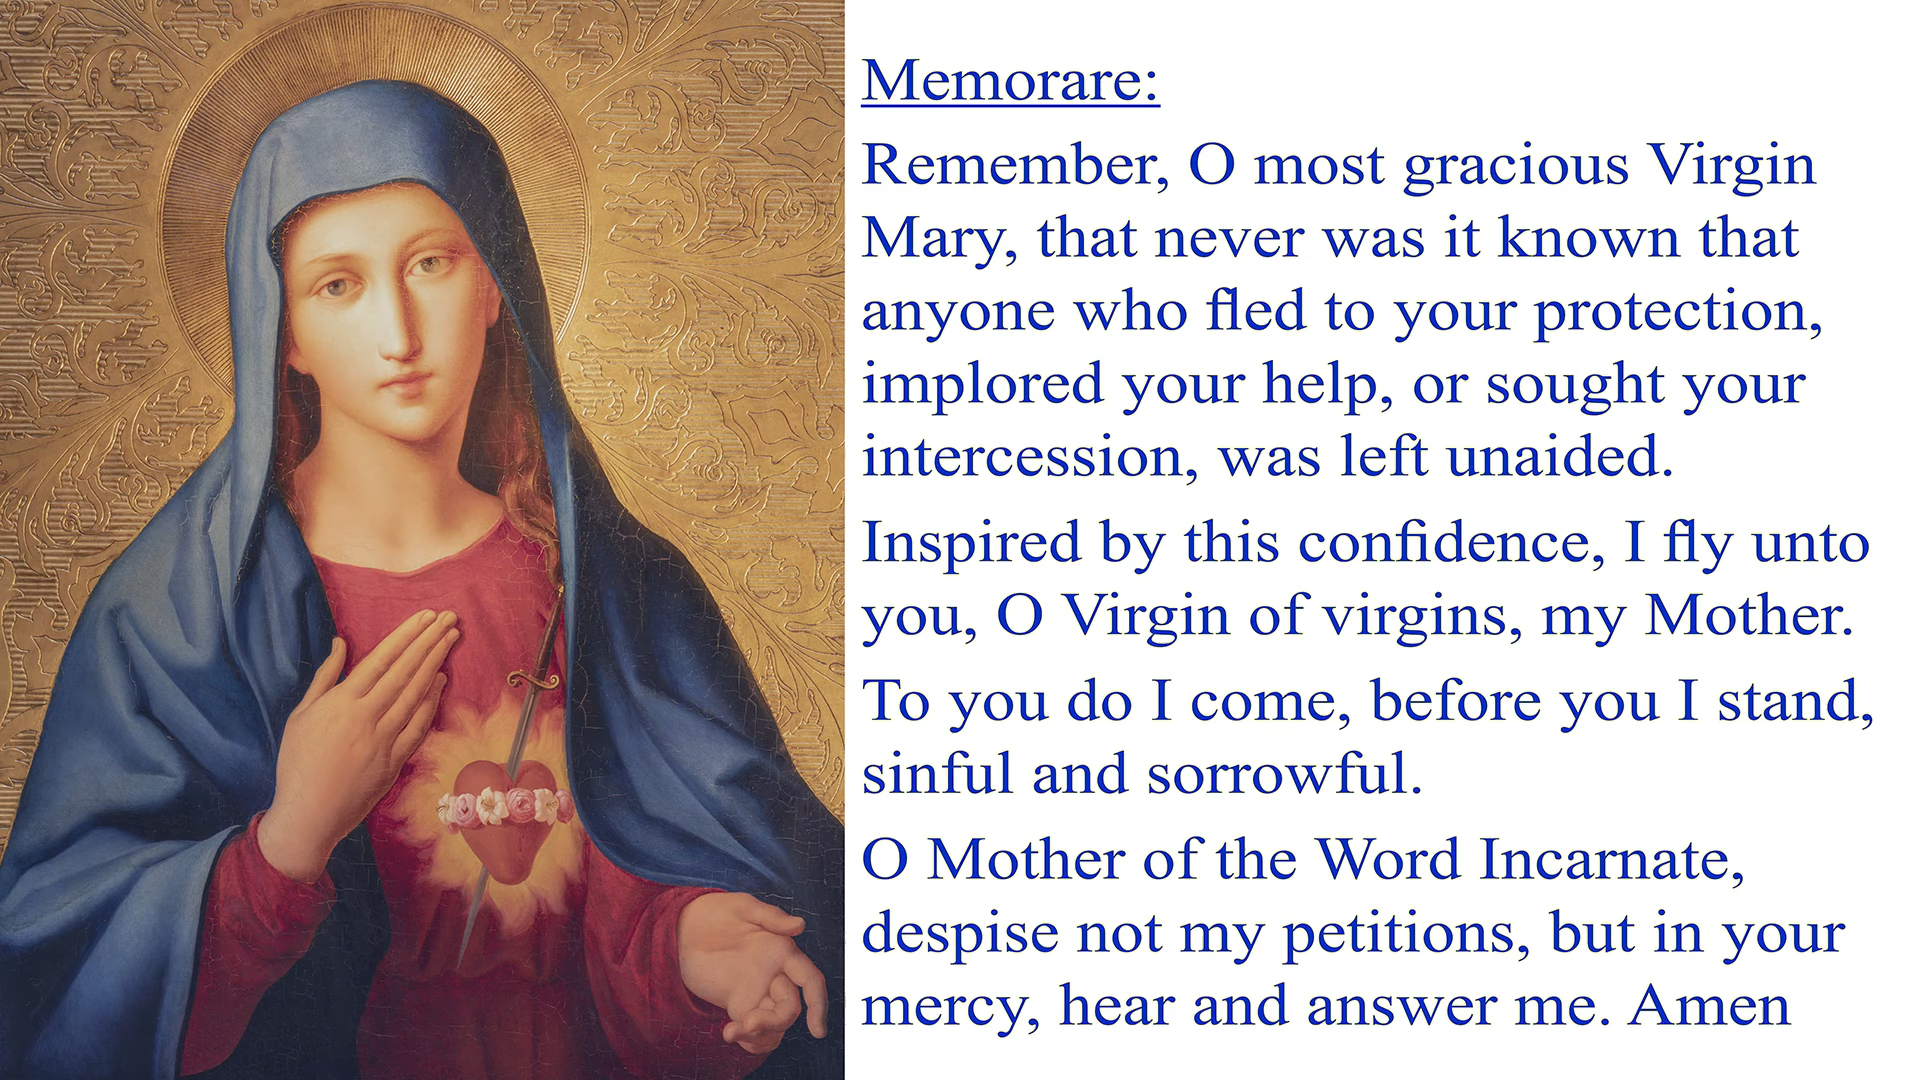 Memorare:
Remember, O most gracious Virgin
Mary, that never was it known that
anyone who fled to your protection,
implored your help, or sought your
intercession, was left unaided.
Inspired by this confidence, I fly unto
you, O Virgin of virgins, my Mother.
To you do I come, before you I stand,
sinful and sorrowful.
O Mother of the Word Incarnate,
despise not my petitions, but in your
mercy, hear and answer me. Amen